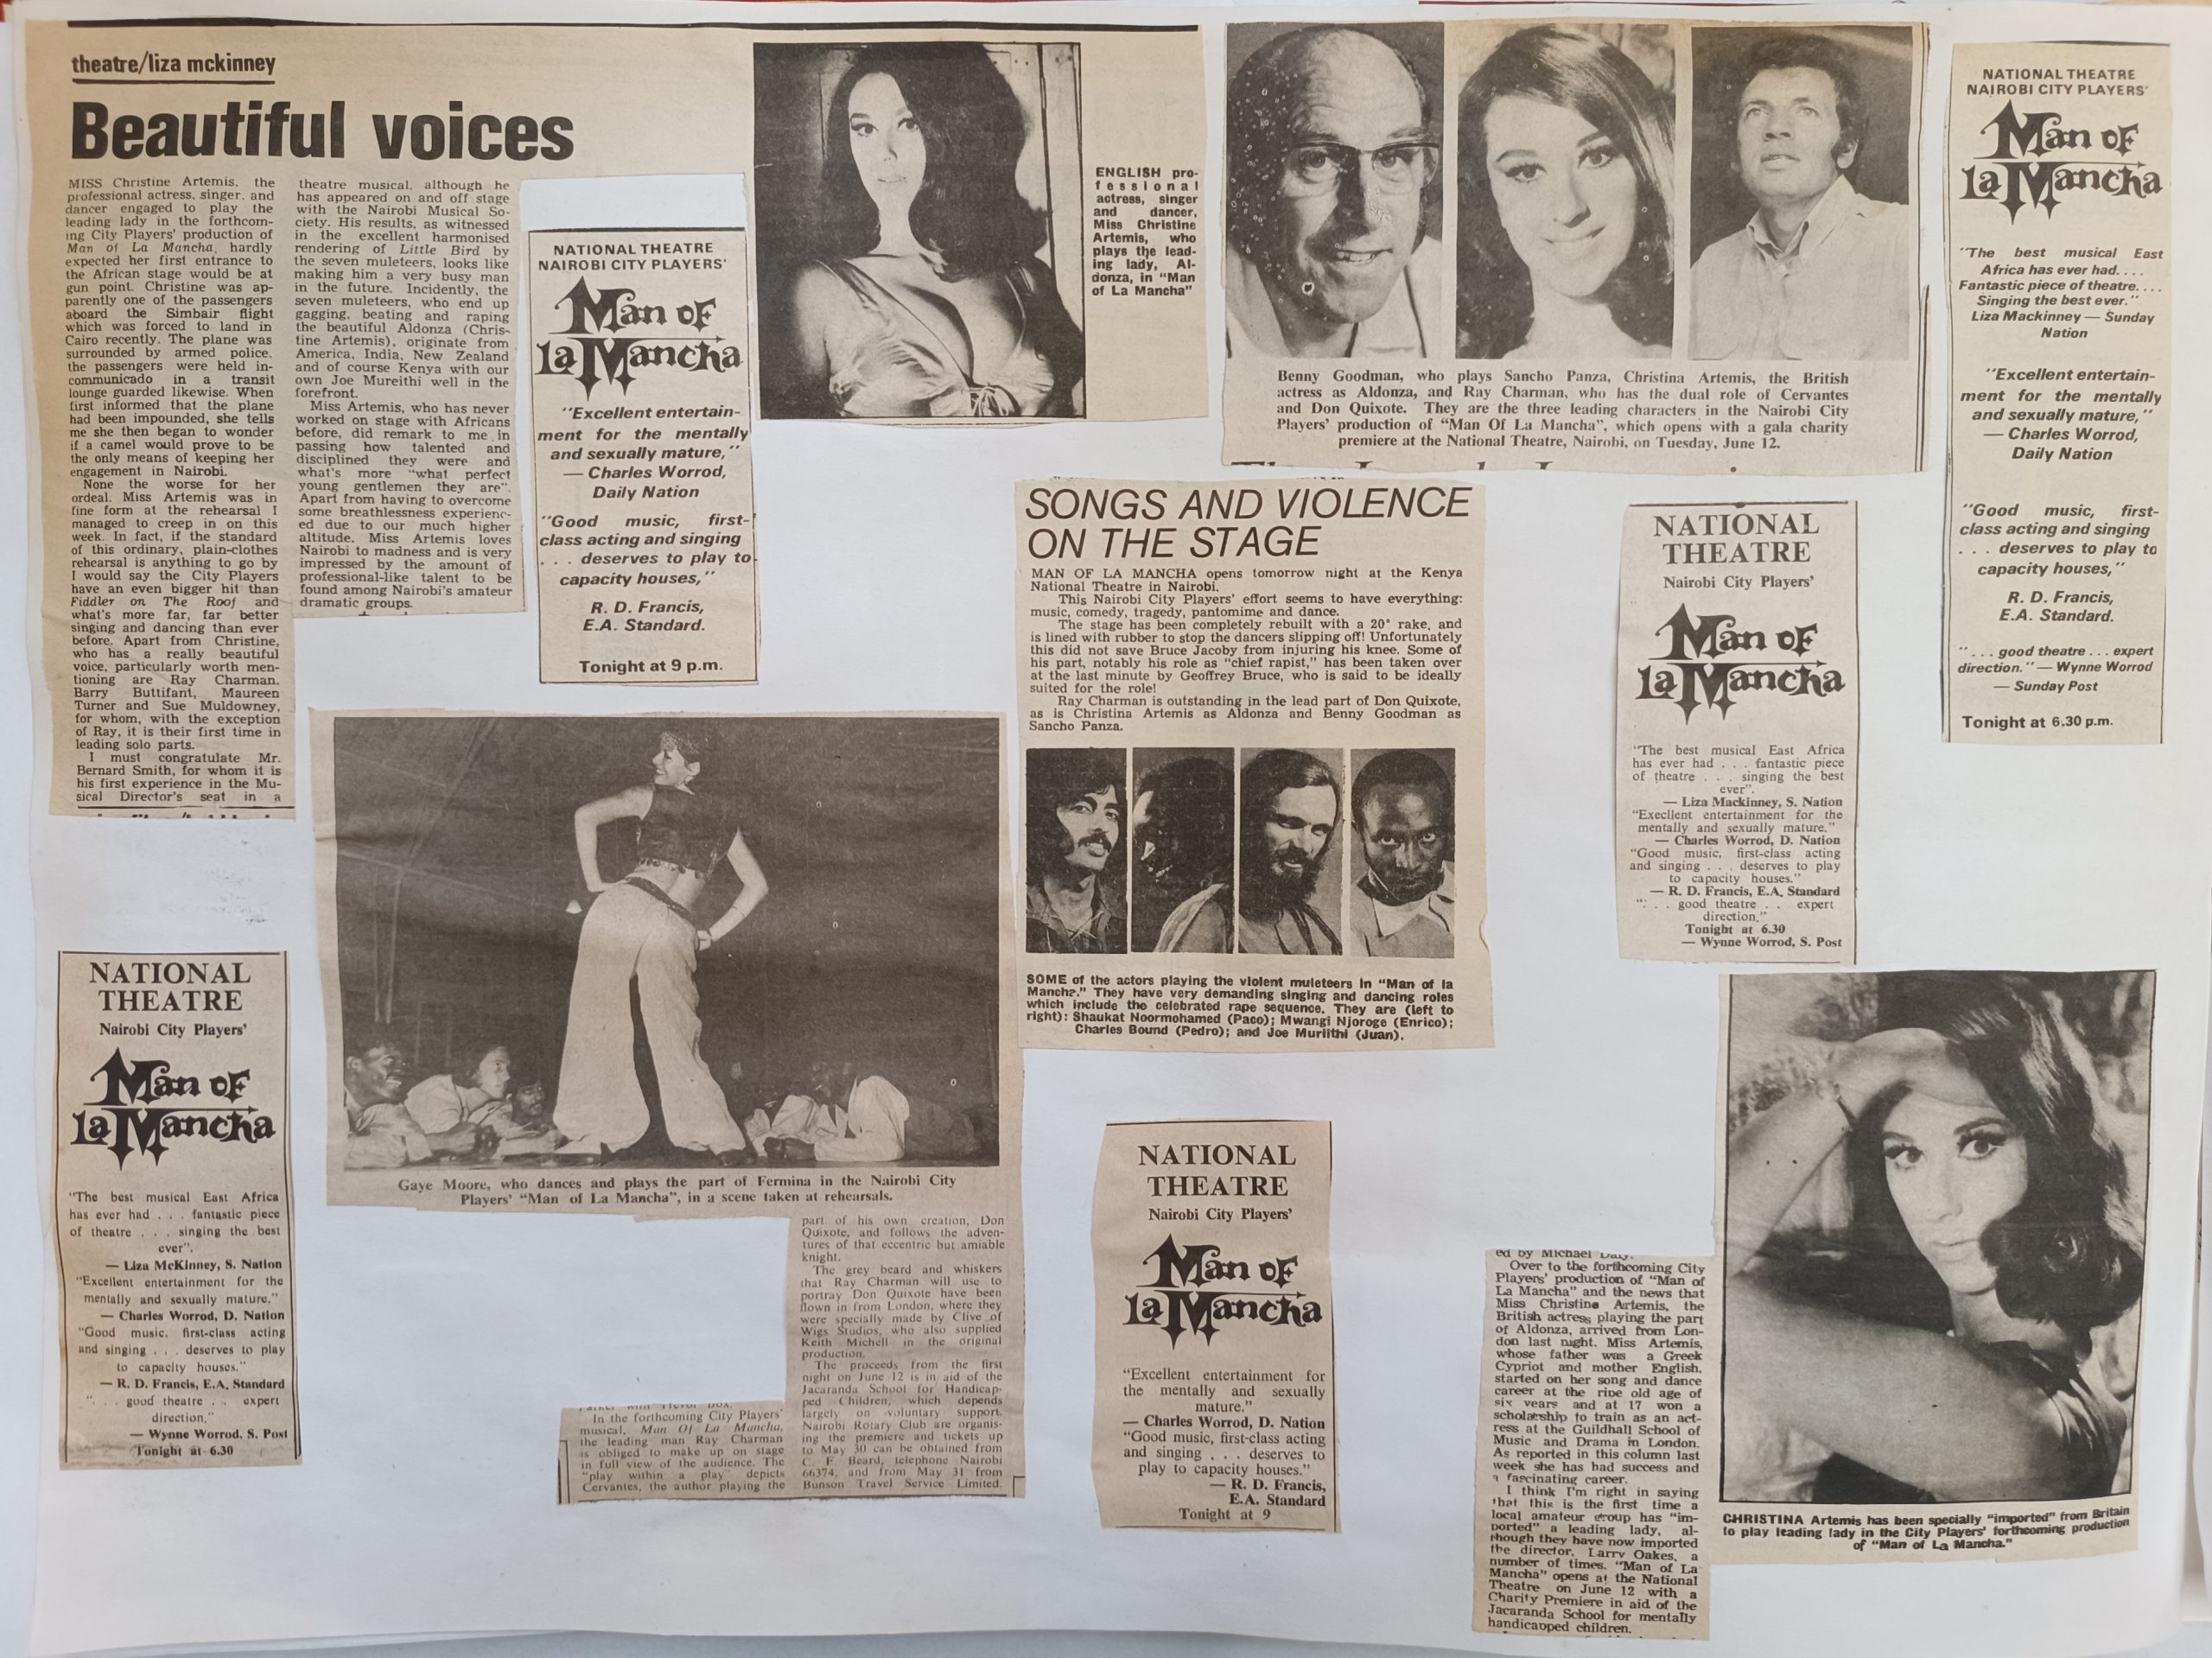 theatre/liza mckinney
Beautiful voices
MISS Christine Artemis, the
professional actress, singer, and
dancer engaged to play the
leading lady in the forthcom-
ing City Players' production of
Man of La Mancha, hardly
expected her first entrance to
the African stage would be at
gun point. Christine was ap-
parently one of the passengers
aboard the Simbair flight
which was forced to land in
Cairo recently. The plane was
surrounded by armed police,
the passengers were held in-
communicado in a transit
lounge guarded likewise. When
first informed that the plane
had been impounded, she tells
me she then began to wonder
if a camel would prove to be
the only means of keeping her
engagement in Nairobi.
None the worse for her
ordeal, Miss Artemis was in
fine form at the rehearsal I
managed to creep in on this
week. In fact, if the standard
of this ordinary, plain-clothes
rehearsal is anything to go by
I would say the City Players
have an even bigger hit than
Fiddler on The Roof and
what's more far, far better
singing and dancing than ever
before. Apart from Christine,
who has a really beautiful
voice, particularly worth men-
tioning are Ray Charman,
Barry Buttifant, Maureen
Turner and Sue Muldowney,
for whom, with the exception
of Ray, it is their first time in
leading solo parts.
I must congratulate Mr.
Bernard Smith, for whom it is
his first experience in the Mu-
sical Director's seat in a
theatre musical, although he
has appeared on and off stage
with the Nairobi Musical So-
ciety. His results, as witnessed
in the excellent harmonised
rendering of Little Bird by
the seven muleteers, looks like
making him a very busy man
in the future. Incidently, the
seven muleteers, who end up
gagging, beating and raping
the beautiful Aldonza (Chris-
tine Artemis), originate from
America, India, New Zealand
and of course Kenya with our
own Joe Mureithi well in the
forefront.
Miss Artemis, who has never
worked on stage with Africans
before, did remark to me in
passing how talented and
disciplined they were and
what's more "what perfect
young gentlemen they are".
Apart from having to overcome
some breathlessness experienc-
ed due to our much higher
altitude, Miss Artemis loves
Nairobi to madness and is very
impressed by the amount of
professional-like talent to be
found among Nairobi's amateur
dramatic groups.
NATIONAL THEATRE
NAIROBI CITY PLAYERS'
Man of
la Mancha
"Excellent entertain-
ment for the mentally
and sexually mature,"
— Charles Worrod,
Daily Nation
"Good music, first-
class acting and singing
. . . deserves to play to
capacity houses,"
R. D. Francis,
E.A. Standard.
Tonight at 9 p.m.
ENGLISH pro-
fessional
actress, singer
and dancer,
Miss Christine
Artemis, who
plays the lead-
ing lady, Al-
donza, in "Man
of La Mancha"
Benny Goodman, who plays Sancho Panza, Christina Artemis, the British
actress as Aldonza, and Ray Charman, who has the dual role of Cervantes
and Don Quixote. They are the three leading characters in the Nairobi City
Players' production of "Man Of La Mancha", which opens with a gala charity
premiere at the National Theatre, Nairobi, on Tuesday, June 12.
NATIONAL THEATRE
NAIROBI CITY PLAYERS'
Man of
la Mancha
"The best musical East
Africa has ever had. . . .
Fantastic piece of theatre. . . .
Singing the best ever."
Liza Mackinney — Sunday
Nation
"Excellent entertain-
ment for the mentally
and sexually mature,"
— Charles Worrod,
Daily Nation
"Good music, first-
class acting and singing
. . . deserves to play to
capacity houses,"
R. D. Francis,
E.A. Standard.
". . . good theatre . . . expert
direction." — Wynne Worrod
— Sunday Post
Tonight at 6.30 p.m.
SONGS AND VIOLENCE
ON THE STAGE
MAN OF LA MANCHA opens tomorrow night at the Kenya
National Theatre in Nairobi.
This Nairobi City Players' effort seems to have everything:
music, comedy, tragedy, pantomime and dance.
The stage has been completely rebuilt with a 20° rake, and
is lined with rubber to stop the dancers slipping off! Unfortunately
this did not save Bruce Jacoby from injuring his knee. Some of
his part, notably his role as "chief rapist," has been taken over
at the last minute by Geoffrey Bruce, who is said to be ideally
suited for the role!
Ray Charman is outstanding in the lead part of Don Quixote,
as is Christina Artemis as Aldonza and Benny Goodman as
Sancho Panza.
SOME of the actors playing the violent muleteers in "Man of la
Mancha." They have very demanding singing and dancing roles
which include the celebrated rape sequence. They are (left to
right): Shaukat Noormohamed (Paco); Mwangi Njoroge (Enrico);
Charles Bound (Pedro); and Joe Muriithi (Juan).
NATIONAL
THEATRE
Nairobi City Players'
Man of
la Mancha
"The best musical East Africa
has ever had . . . fantastic piece
of theatre . . . singing the best
ever".
— Liza Mackinney, S. Nation
"Execllent entertainment for the
mentally and sexually mature."
— Charles Worrod, D. Nation
"Good music, first-class acting
and singing . . . deserves to play
to capacity houses."
— R. D. Francis, E.A. Standard
". . . good theatre . . expert
direction."
Tonight at 6.30
— Wynne Worrod, S. Post
NATIONAL
THEATRE
Nairobi City Players'
Man of
la Mancha
"The best musical East Africa
has ever had . . . fantastic piece
of theatre . . . singing the best
ever".
— Liza McKinney, S. Nation
"Excellent entertainment for the
mentally and sexually mature."
— Charles Worrod, D. Nation
"Good music, first-class acting
and singing . . . deserves to play
to capacity houses."
— R. D. Francis, E.A. Standard
". . . good theatre . . expert
direction."
— Wynne Worrod, S. Post
Tonight at 6.30
Gaye Moore, who dances and plays the part of Fermina in the Nairobi City
Players' "Man of La Mancha", in a scene taken at rehearsals.
In the forthcoming City Players'
musical, Man Of La Mancha,
the leading man Ray Charman
is obliged to make up on stage
in full view of the audience. The
"play within a play" depicts
Cervantes, the author playing the
part of his own creation, Don
Quixote, and follows the adven-
tures of that eccentric but amiable
knight.
The grey beard and whiskers
that Ray Charman will use to
portray Don Quixote have been
flown in from London, where they
were specially made by Clive of
Wigs Studios, who also supplied
Keith Michell in the original
production.
The proceeds from the first
night on June 12 is in aid of the
Jacaranda School for Handicap-
ped Children, which depends
largely on voluntary support.
Nairobi Rotary Club are organis-
ing the premiere and tickets up
to May 30 can be obtained from
C. F. Beard, telephone Nairobi
66374, and from May 31 from
Bunson Travel Service Limited.
NATIONAL
THEATRE
Nairobi City Players'
Man of
la Mancha
"Excellent entertainment for
the mentally and sexually
mature."
— Charles Worrod, D. Nation
"Good music, first-class acting
and singing . . . deserves to
play to capacity houses."
— R. D. Francis,
E.A. Standard
Tonight at 9
ed by Michael Daly.
Over to the forthcoming City
Players' production of "Man of
La Mancha" and the news that
Miss Christine Artemis, the
British actress playing the part
of Aldonza, arrived from Lon-
don last night. Miss Artemis,
whose father was a Greek
Cypriot and mother English,
started on her song and dance
career at the ripe old age of
six years and at 17 won a
scholarship to train as an act-
ress at the Guildhall School of
Music and Drama in London.
As reported in this column last
week she has had success and
a fascinating career.
I think I'm right in saying
that this is the first time a
local amateur group has "im-
ported" a leading lady, al-
though they have now imported
the director, Larry Oakes, a
number of times. "Man of La
Mancha" opens at the National
Theatre on June 12 with a
Charity Premiere in aid of the
Jacaranda School for mentally
handicapped children.
CHRISTINA Artemis has been specially "imported" from Britain
to play leading lady in the City Players' forthcoming production
of "Man of La Mancha."